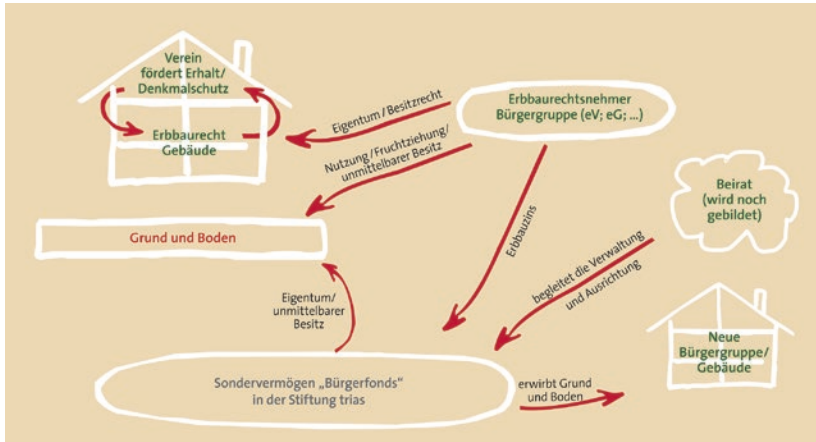 Verein
fördert Erhalt/
Denkmalschutz
Erbbaurecht
Gebäude
Eigentum/Besitzrecht
Nutzung/Fruchtziehung/
unmittelbarer Besitz
Erbbaurechtsnehmer
Bürgergruppe (eV; eG; ...)
Beirat
(wird noch
gebildet)
Grund und Boden
Erbbauzins
begleitet die Verwaltung
und Ausrichtung
Eigentum/
unmittelbarer
Besitz
Neue
Bürgergruppe/
Gebäude
Sondervermögen „Bürgerfonds“
in der Stiftung trias
erwirbt Grund
und Boden